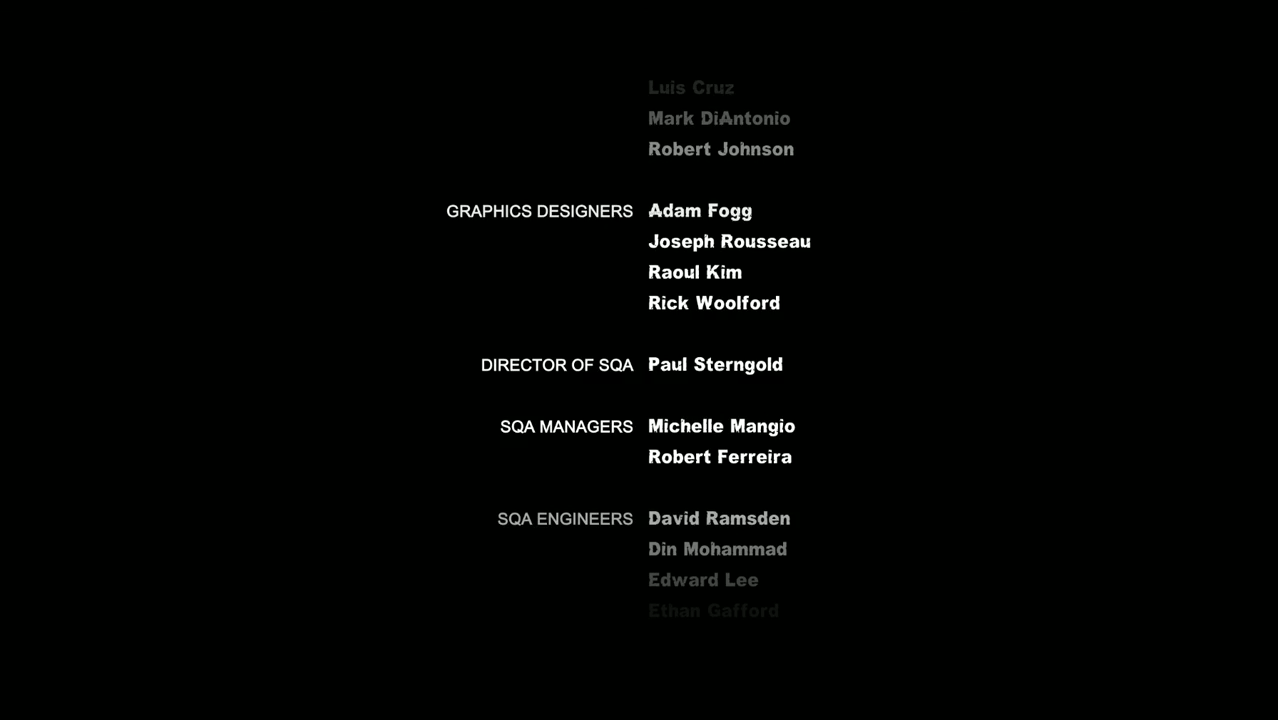 Luis Cruz
Mark DiAntonio
Robert Johnson
GRAPHICS DESIGNERS Adam Fogg
Joseph Rousseau
Raoul Kim
Rick Woolford
DIRECTOR OF SQA Paul Sterngold
SQA MANAGERS Michelle Mangio
Robert Ferreira
SQA ENGINEERS David Ramsden
Din Mohammad
Edward Lee
Ethan Gafford